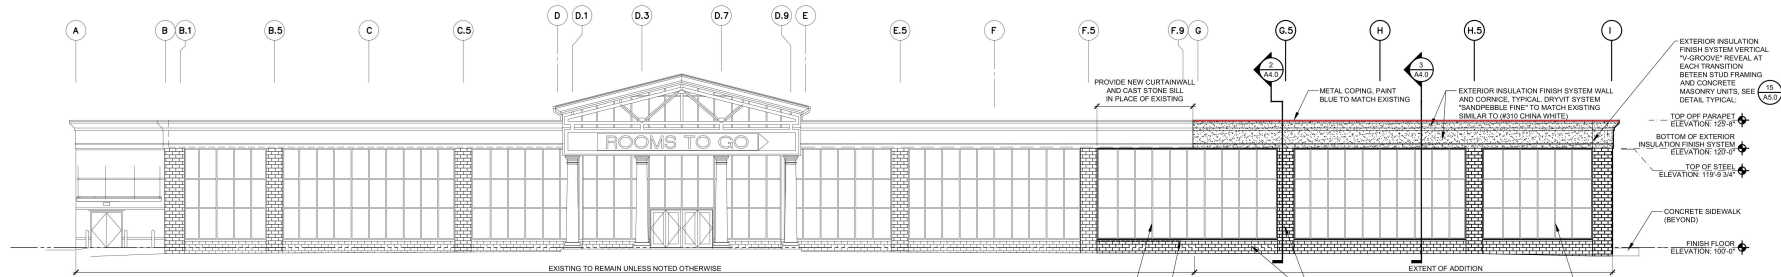 A B B.1 B.5 C C.5 D D.1 D.3 D.7 D.9 E E.5 F F.5 F.9 G G.5 H H.5 I
PROVIDE NEW CURTAINWALL
AND CAST STONE SILL
IN PLACE OF EXISTING
2
A4.0
METAL COPING, PAINT
BLUE TO MATCH EXISTING
3
A4.0
EXTERIOR INSULATION FINISH SYSTEM WALL
AND CORNICE, TYPICAL. DRYVIT SYSTEM
"SANDPEBBLE FINE" TO MATCH EXISTING
SIMILAR TO (#310 CHINA WHITE)
EXTERIOR INSULATION
FINISH SYSTEM VERTICAL
"V-GROOVE" REVEAL AT
EACH TRANSITION
BETEEN STUD FRAMING
AND CONCRETE
MASONRY UNITS, SEE
DETAIL TYPICAL:
15
A5.0
TOP OPF PARAPET
ELEVATION: 125'-8"
BOTTOM OF EXTERIOR
INSULATION FINISH SYSTEM
ELEVATION: 120'-0"
TOP OF STEEL
ELEVATION: 119'-9 3/4"
CONCRETE SIDEWALK
(BEYOND)
FINISH FLOOR
ELEVATION: 100'-0"
ROOMS TO GO
EXISTING TO REMAIN UNLESS NOTED OTHERWISE
EXTENT OF ADDITION